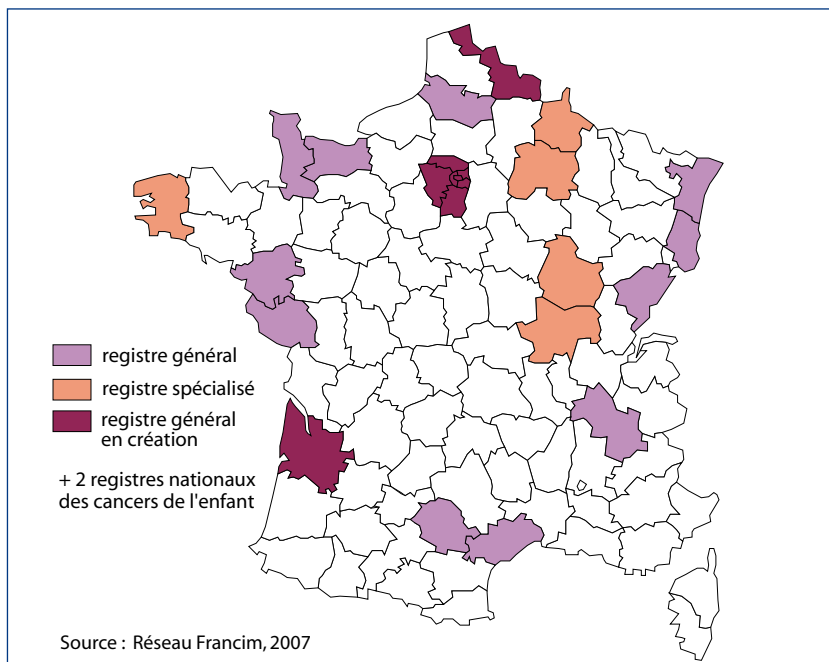 registre général
registre spécialisé
registre général
en création
+ 2 registres nationaux
des cancers de l'enfant
Source : Réseau Francim, 2007